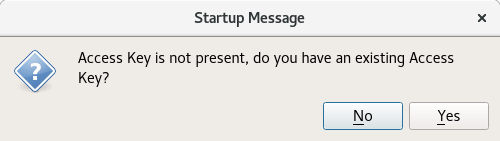 Startup Message
Access Key is not present, do you have an existing Access
Key?
No
Yes